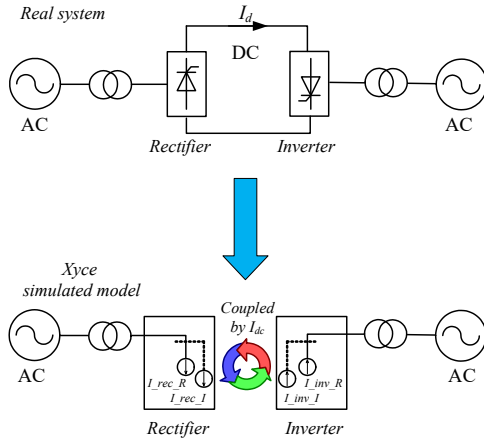 Real system
I_d
DC
AC
AC
Rectifier
Inverter
Xyce
simulated model
Coupled
by I_dc
AC
AC
I_rec_R
I_rec_I
I_inv_R
I_inv_I
Rectifier
Inverter